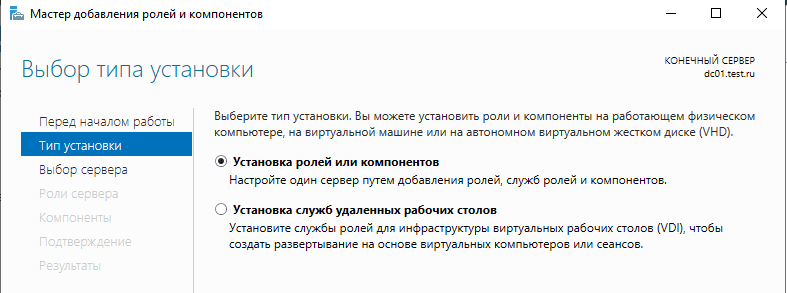 Мастер добавления ролей и компонентов
Выбор типа установки
КОНЕЧНЫЙ СЕРВЕР
dc01.test.ru
Перед началом работы
Тип установки
Выбор сервера
Роли сервера
Компоненты
Подтверждение
Результаты
Выберите тип установки. Вы можете установить роли и компоненты на работающем физическом
компьютере, на виртуальной машине или на автономном виртуальном жестком диске (VHD).
Установка ролей или компонентов
Настройте один сервер путем добавления ролей, служб ролей и компонентов.
Установка служб удаленных рабочих столов
Установите службы ролей для инфраструктуры виртуальных рабочих столов (VDI), чтобы
создать развертывание на основе виртуальных компьютеров или сеансов.